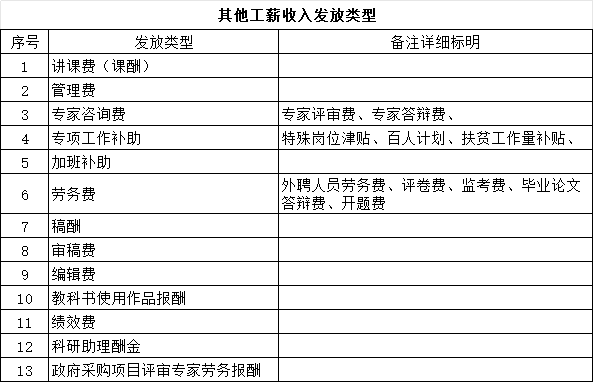 其他工薪收入发放类型
序号 发放类型 备注详细标明
1 讲课费（课酬）
2 管理费
3 专家咨询费 专家评审费、专家答辩费、
4 专项工作补助 特殊岗位津贴、百人计划、扶贫工作量补贴、
5 加班补助
6 劳务费 外聘人员劳务费、评卷费、监考费、毕业论文
答辩费、开题费
7 稿酬
8 审稿费
9 编辑费
10 教科书使用作品报酬
11 绩效费
12 科研助理酬金
13 政府采购项目评审专家劳务报酬